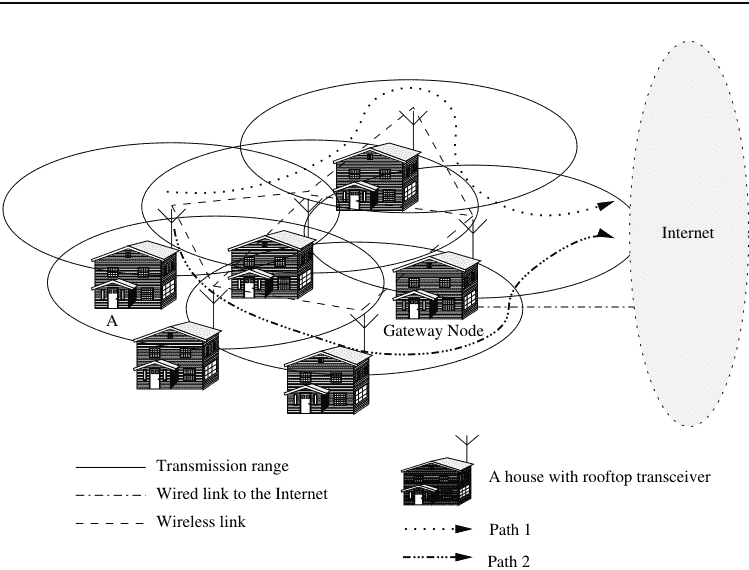 Internet
A
Gateway Node
Transmission range
Wired link to the Internet
Wireless link
A house with rooftop transceiver
Path 1
Path 2